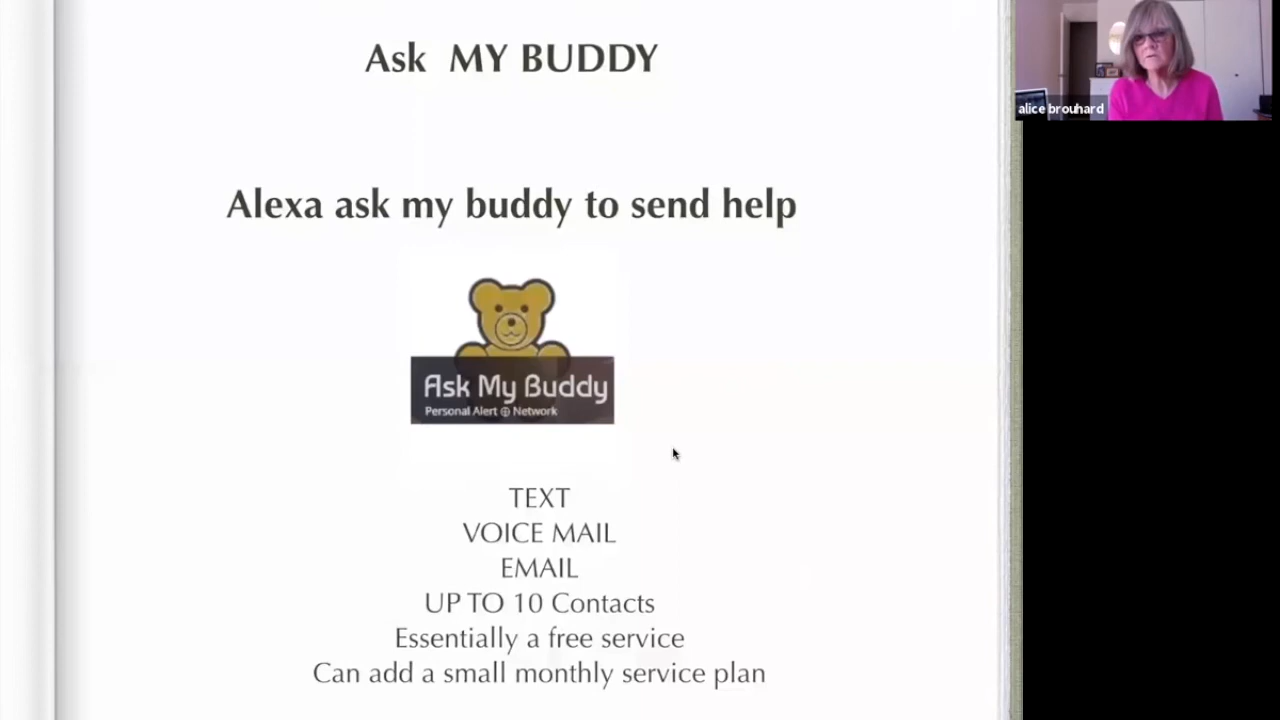 Ask MY BUDDY
alice brouhard
Alexa ask my buddy to send help
Ask My Buddy
Personal Alert Network
TEXT
VOICE MAIL
EMAIL
UP TO 10 Contacts
Essentially a free service
Can add a small monthly service plan